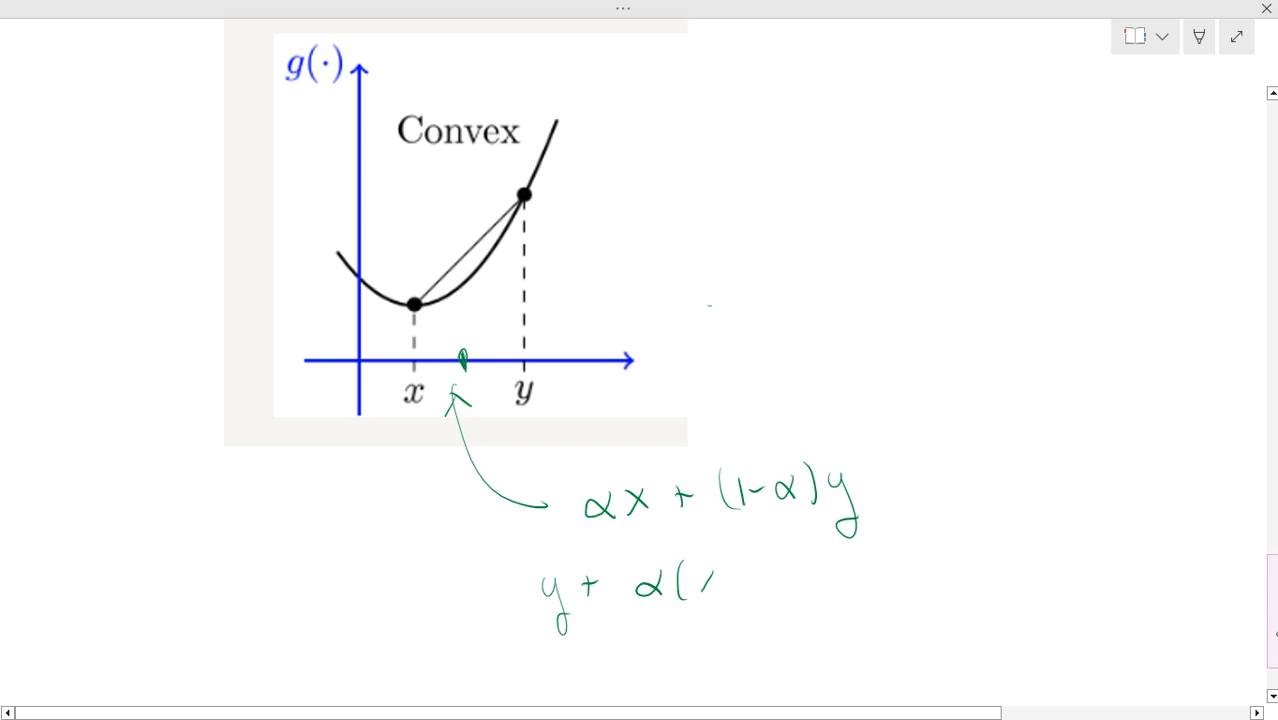 g(·)
Convex
x y
αx + (1-α)y
y + α(